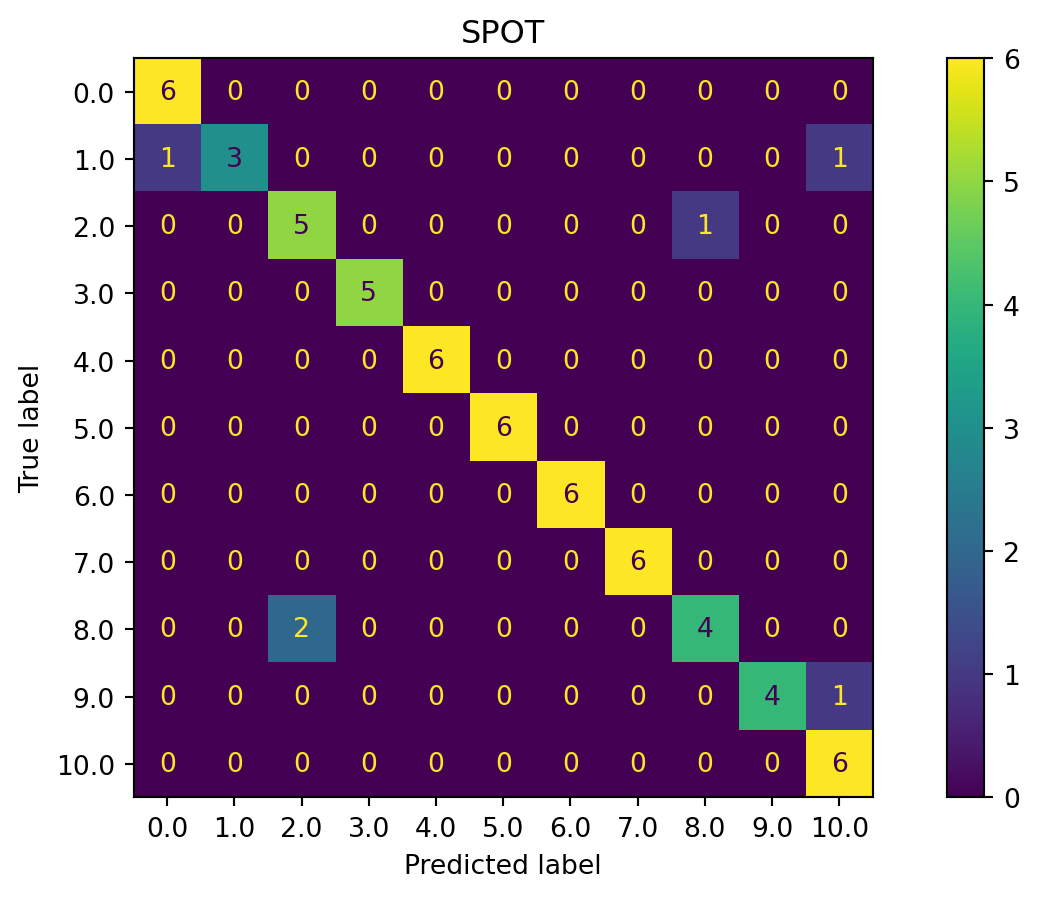 SPOT
0.0 6 0 0 0 0 0 0 0 0 0 0
1.0 1 3 0 0 0 0 0 0 0 0 1
2.0 0 0 5 0 0 0 0 0 1 0 0
3.0 0 0 0 5 0 0 0 0 0 0 0
4.0 0 0 0 0 6 0 0 0 0 0 0
5.0 0 0 0 0 0 6 0 0 0 0 0
6.0 0 0 0 0 0 0 6 0 0 0 0
7.0 0 0 0 0 0 0 0 6 0 0 0
8.0 0 0 2 0 0 0 0 0 4 0 0
9.0 0 0 0 0 0 0 0 0 0 4 1
10.0 0 0 0 0 0 0 0 0 0 0 6
0.0 1.0 2.0 3.0 4.0 5.0 6.0 7.0 8.0 9.0 10.0
Predicted label
True label
6
5
4
3
2
1
0